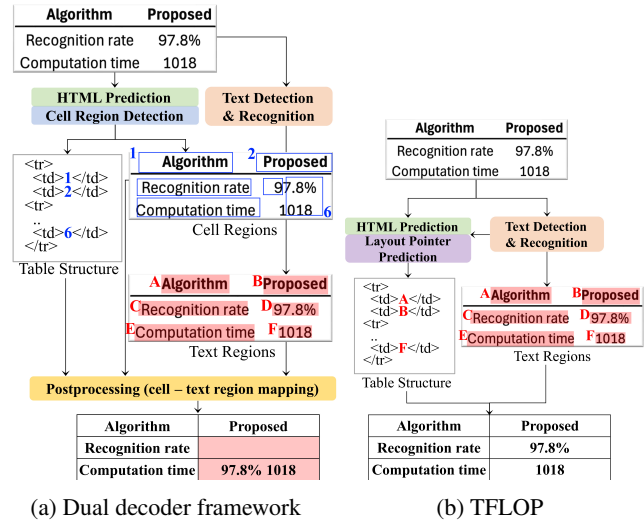 Algorithm Proposed
Recognition rate 97.8%
Computation time 1018
HTML Prediction
Cell Region Detection
Text Detection
& Recognition
<tr>
<td>1</td>
<td>2</td>
<tr>
..
<td>6</td>
</tr>
Table Structure
1 Algorithm 2 Proposed
Recognition rate 97.8%
Computation time 1018 6
Cell Regions
A Algorithm B Proposed
C Recognition rate D 97.8%
E Computation time F 1018
Text Regions
Postprocessing (cell – text region mapping)
Algorithm Proposed
Recognition rate
Computation time 97.8% 1018
(a) Dual decoder framework
Algorithm Proposed
Recognition rate 97.8%
Computation time 1018
HTML Prediction
Layout Pointer
Prediction
Text Detection
& Recognition
<tr>
<td>A</td>
<td>B</td>
<tr>
..
<td>F</td>
</tr>
Table Structure
A Algorithm B Proposed
C Recognition rate D 97.8%
E Computation time F 1018
Text Regions
Algorithm Proposed
Recognition rate 97.8%
Computation time 1018
(b) TFLOP